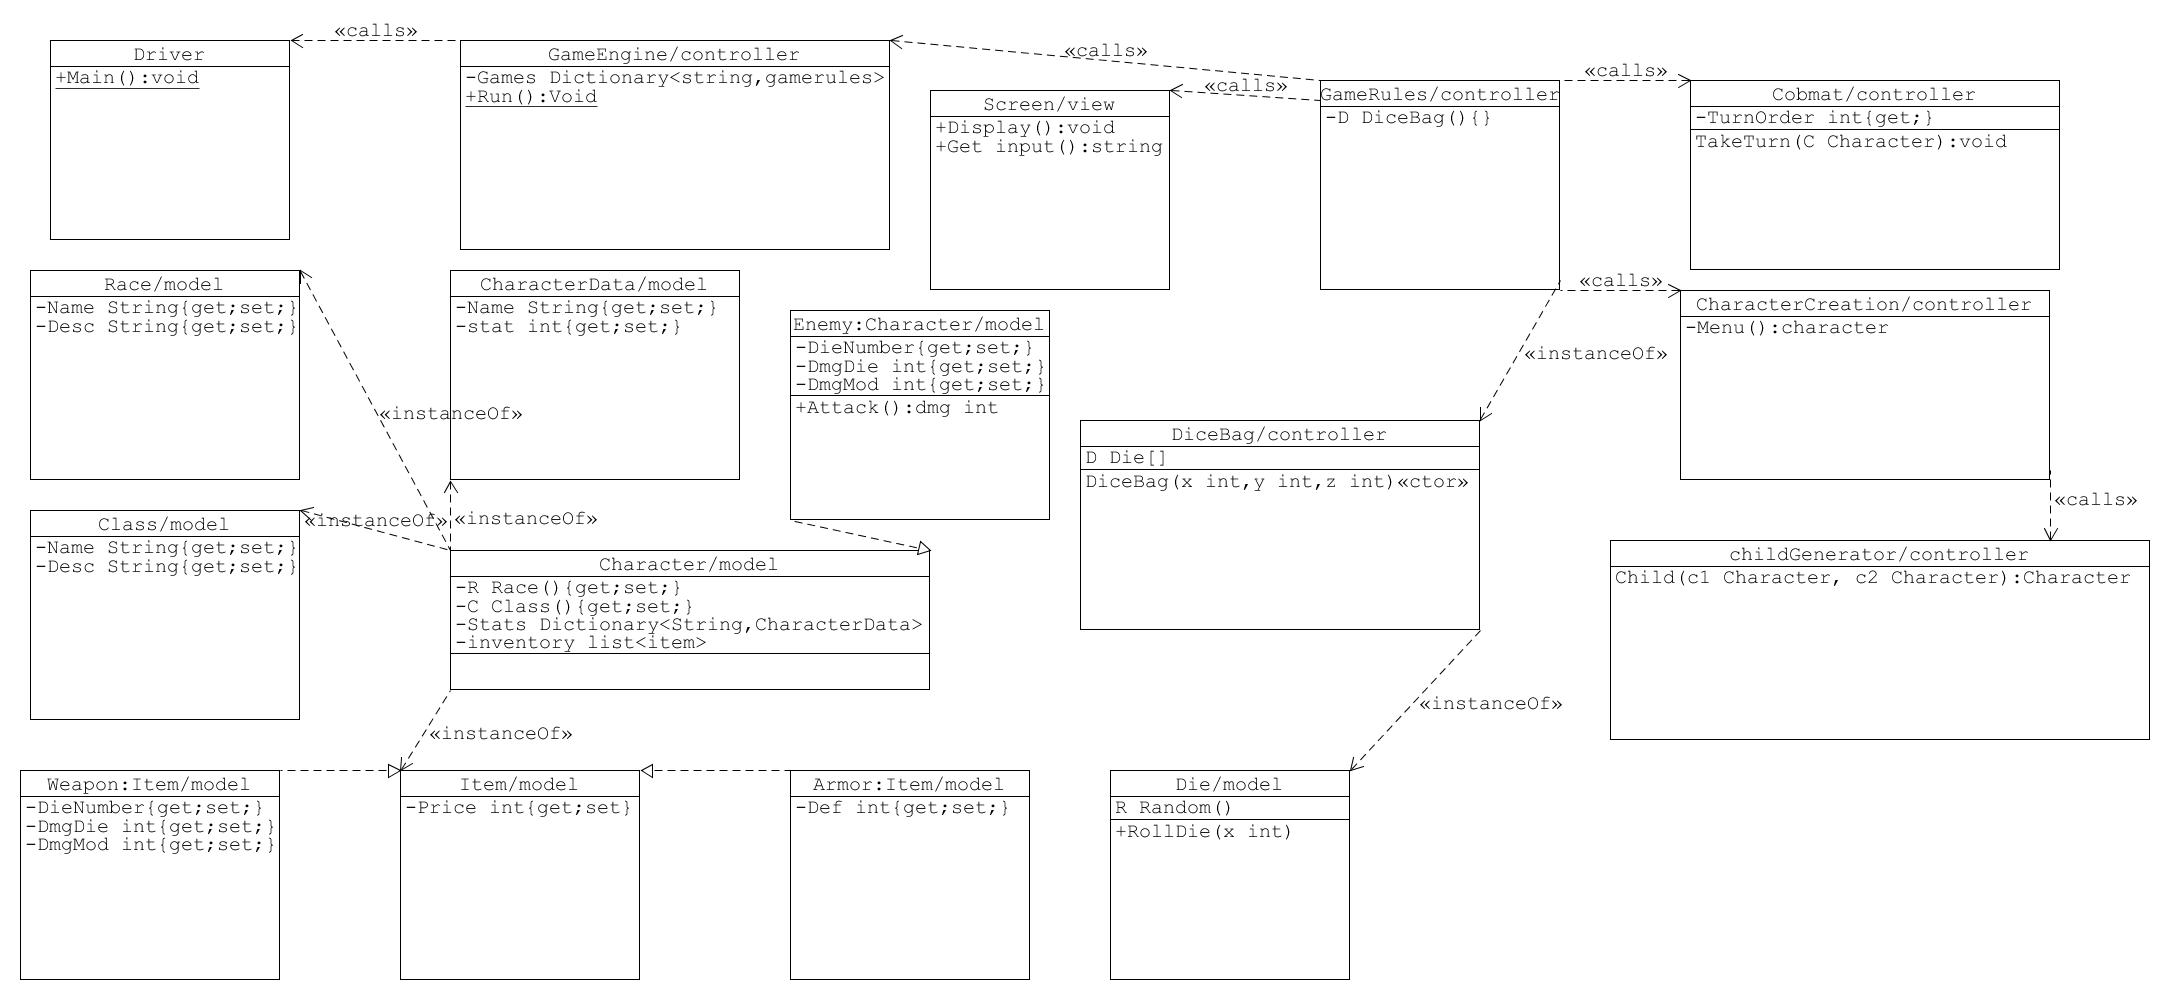 «calls»
Driver
+Main():void
GameEngine/controller
-Games Dictionary<string,gamerules>
+Run():Void
«calls»
«calls»
Screen/view
+Display():void
+Get input():string
GameRules/controller
-D DiceBag(){}
«calls»
Cobmat/controller
-TurnOrder int{get;}
TakeTurn(C Character):void
Race/model
-Name String{get;set;}
-Desc String{get;set;}
CharacterData/model
-Name String{get;set;}
-stat int{get;set;}
Enemy:Character/model
-DieNumber{get;set;}
-DmgDie int{get;set;}
-DmgMod int{get;set;}
+Attack():dmg int
«calls»
CharacterCreation/controller
-Menu():character
«instanceOf»
«instanceOf»
DiceBag/controller
D Die[]
DiceBag(x int,y int,z int)«ctor»
«calls»
Class/model
-Name String{get;set;}
-Desc String{get;set;}
«instanceOf»
«instanceOf»
Character/model
-R Race(){get;set;}
-C Class(){get;set;}
-Stats Dictionary<String,CharacterData>
-inventory list<item>
childGenerator/controller
Child(c1 Character, c2 Character):Character
«instanceOf»
«instanceOf»
Weapon:Item/model
-DieNumber{get;set;}
-DmgDie int{get;set;}
-DmgMod int{get;set;}
Item/model
-Price int{get;set}
Armor:Item/model
-Def int{get;set;}
Die/model
R Random()
+RollDie(x int)